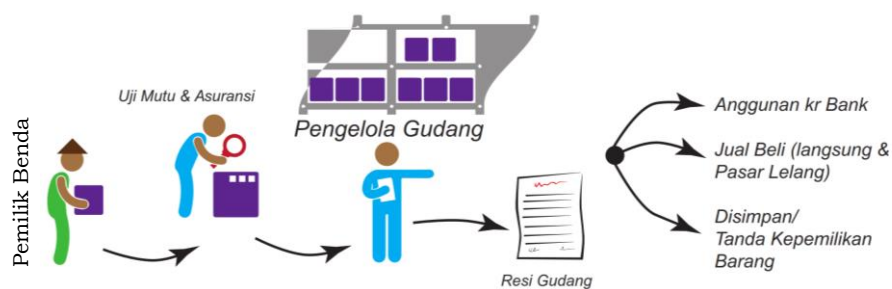 Pemilik Benda
Uji Mutu & Asuransi
Pengelola Gudang
Resi Gudang
Anggunan kr Bank
Jual Beli (langsung &
Pasar Lelang)
Disimpan/
Tanda Kepemilikan
Barang